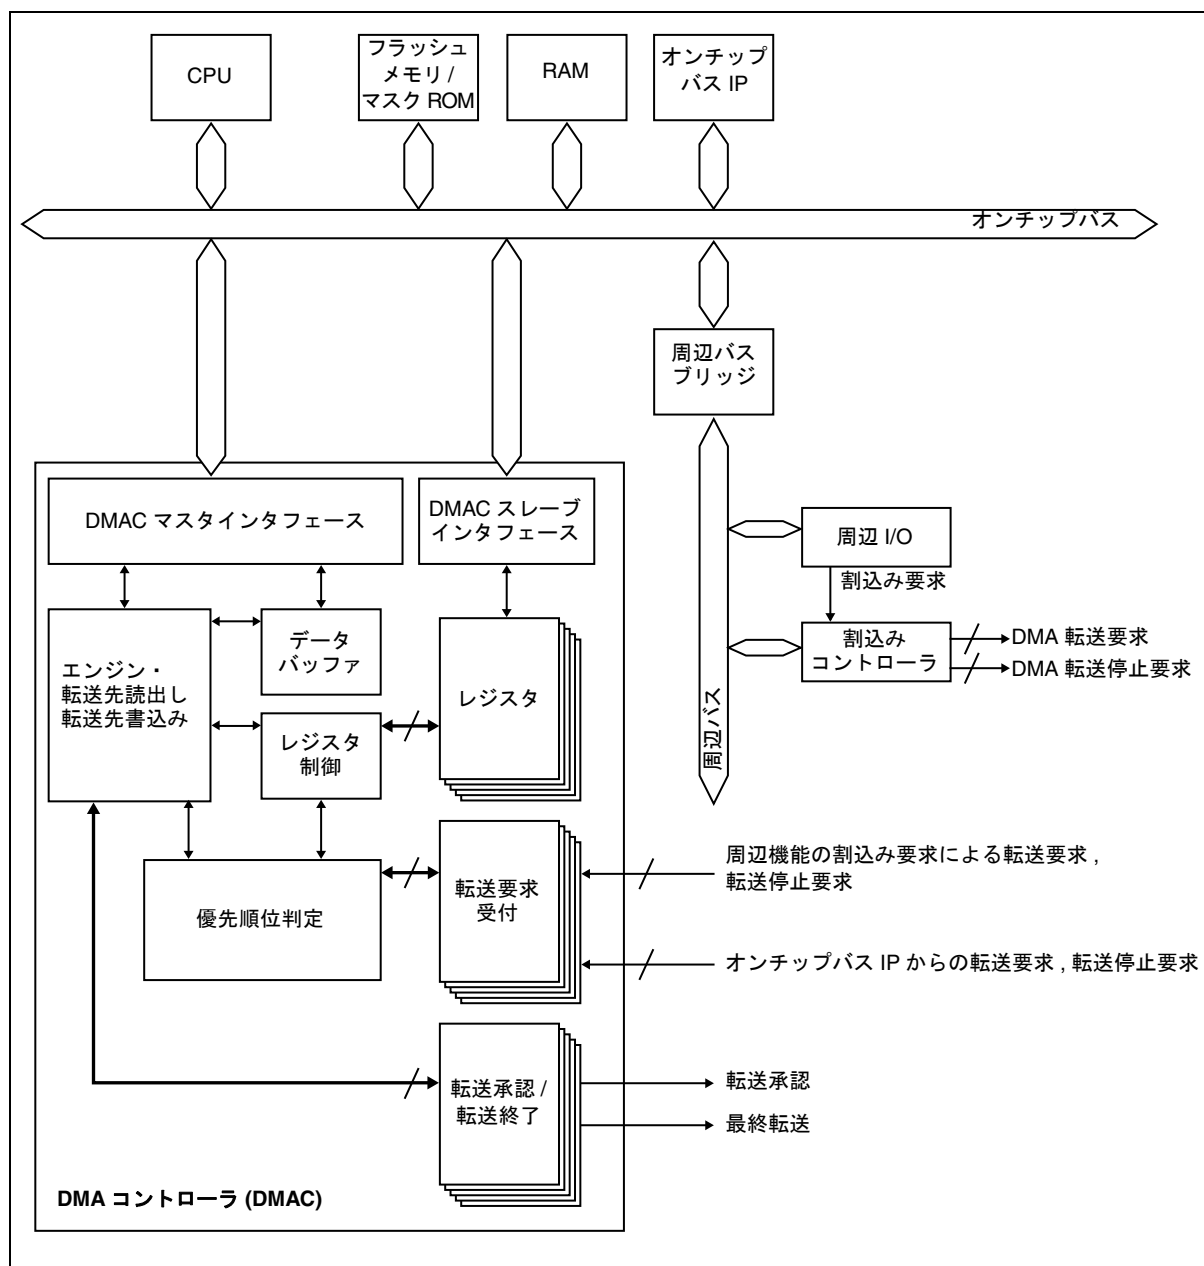 CPU
フラッシュ
メモリ /
マスク ROM
RAM
オンチップ
バス IP
オンチップバス
周辺バス
ブリッジ
DMAC マスタインタフェース
DMAC スレーブ
インタフェース
周辺 I/O
割込み要求
エンジン・
転送先読出し
転送先書込み
データ
バッファ
レジスタ
割込み
コントローラ
DMA 転送要求
DMA 転送停止要求
レジスタ
制御
周辺バス
優先順位判定
転送要求
受付
周辺機能の割込み要求による転送要求 ,
転送停止要求
オンチップバス IP からの転送要求 , 転送停止要求
転送承認 /
転送終了
転送承認
最終転送
DMA コントローラ (DMAC)